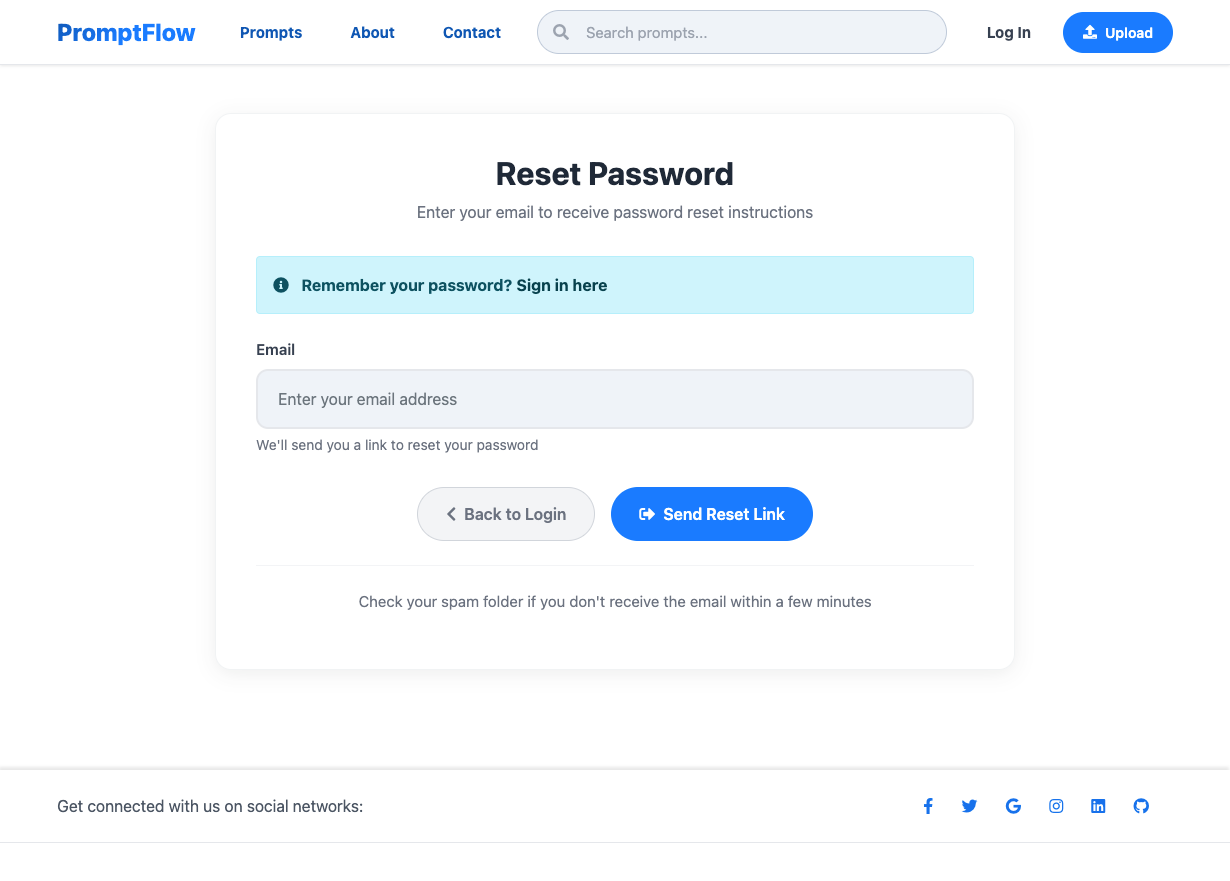 PromptFlow
Prompts
About
Contact
Search prompts...
Log In
Upload
Reset Password
Enter your email to receive password reset instructions
Remember your password? Sign in here
Email
Enter your email address
We'll send you a link to reset your password
Back to Login
Send Reset Link
Check your spam folder if you don't receive the email within a few minutes
Get connected with us on social networks: